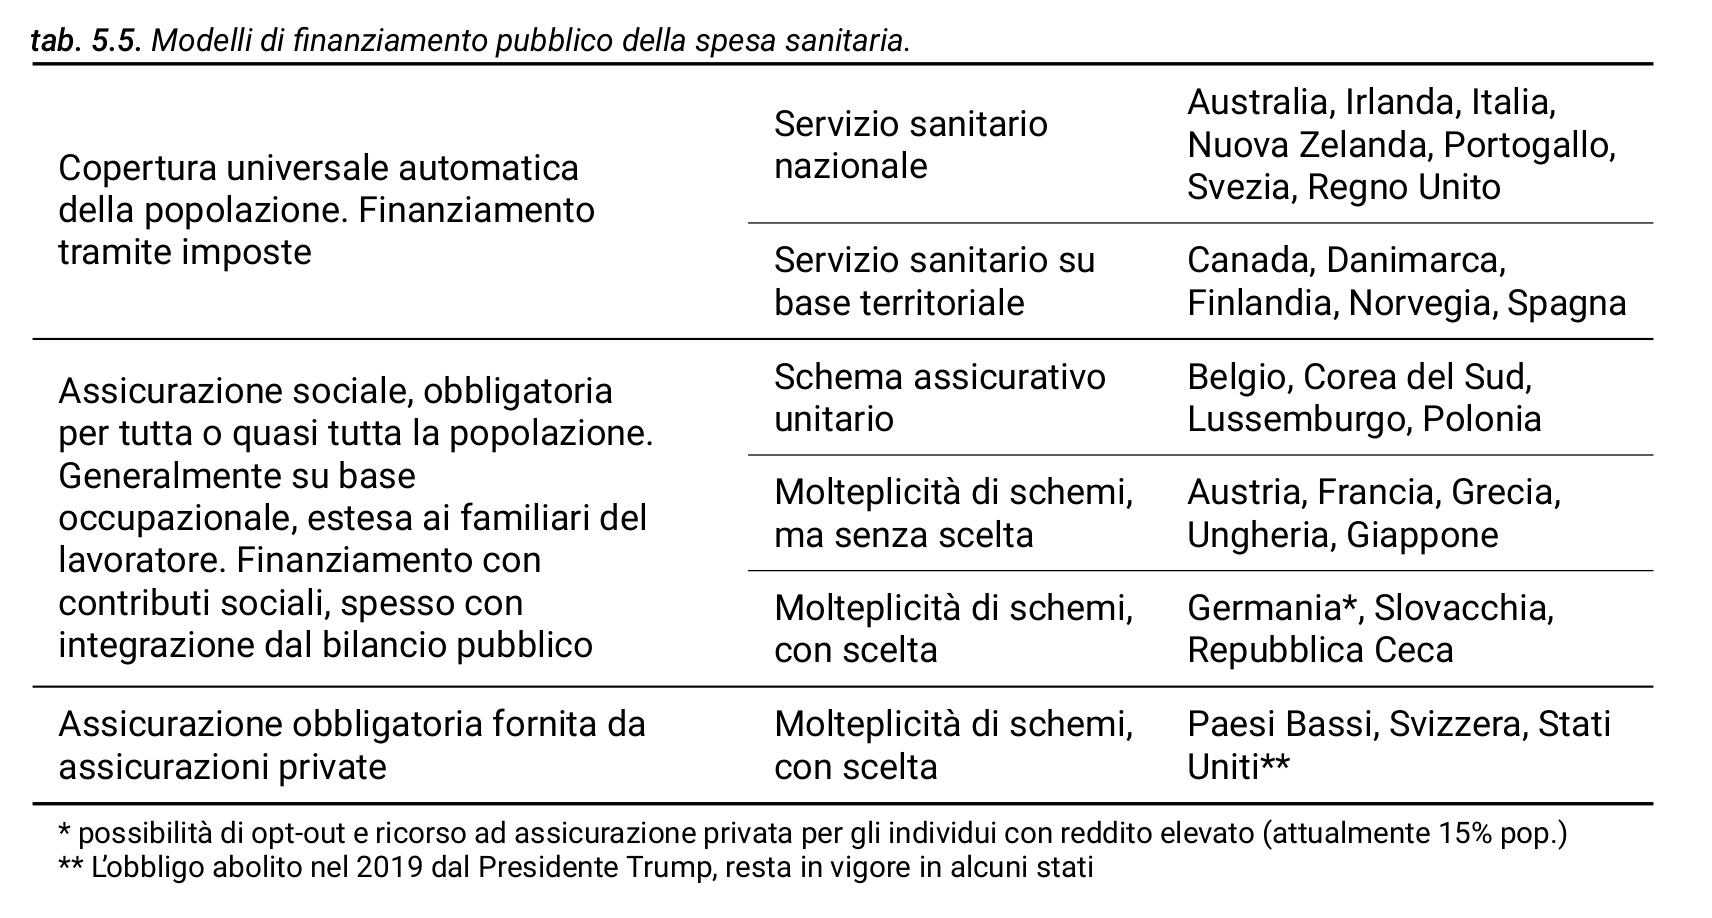 tab. 5.5. Modelli di finanziamento pubblico della spesa sanitaria.
Copertura universale automatica
della popolazione. Finanziamento
tramite imposte
Servizio sanitario
nazionale
Australia, Irlanda, Italia,
Nuova Zelanda, Portogallo,
Svezia, Regno Unito
Servizio sanitario su
base territoriale
Canada, Danimarca,
Finlandia, Norvegia, Spagna
Assicurazione sociale, obbligatoria
per tutta o quasi tutta la popolazione.
Generalmente su base
occupazionale, estesa ai familiari del
lavoratore. Finanziamento con
contributi sociali, spesso con
integrazione dal bilancio pubblico
Schema assicurativo
unitario
Belgio, Corea del Sud,
Lussemburgo, Polonia
Molteplicità di schemi,
ma senza scelta
Austria, Francia, Grecia,
Ungheria, Giappone
Molteplicità di schemi,
con scelta
Germania*, Slovacchia,
Repubblica Ceca
Assicurazione obbligatoria fornita da
assicurazioni private
Molteplicità di schemi,
con scelta
Paesi Bassi, Svizzera, Stati
Uniti**
* possibilità di opt-out e ricorso ad assicurazione privata per gli individui con reddito elevato (attualmente 15% pop.)
** L’obbligo abolito nel 2019 dal Presidente Trump, resta in vigore in alcuni stati